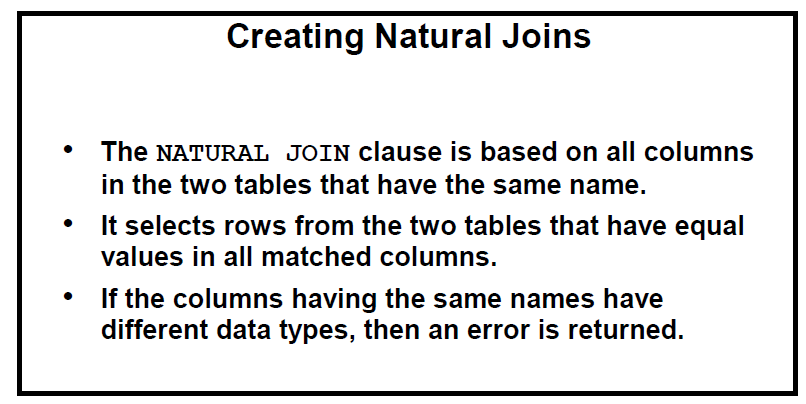 Creating Natural Joins
• The NATURAL JOIN clause is based on all columns
in the two tables that have the same name.
• It selects rows from the two tables that have equal
values in all matched columns.
• If the columns having the same names have
different data types, then an error is returned.